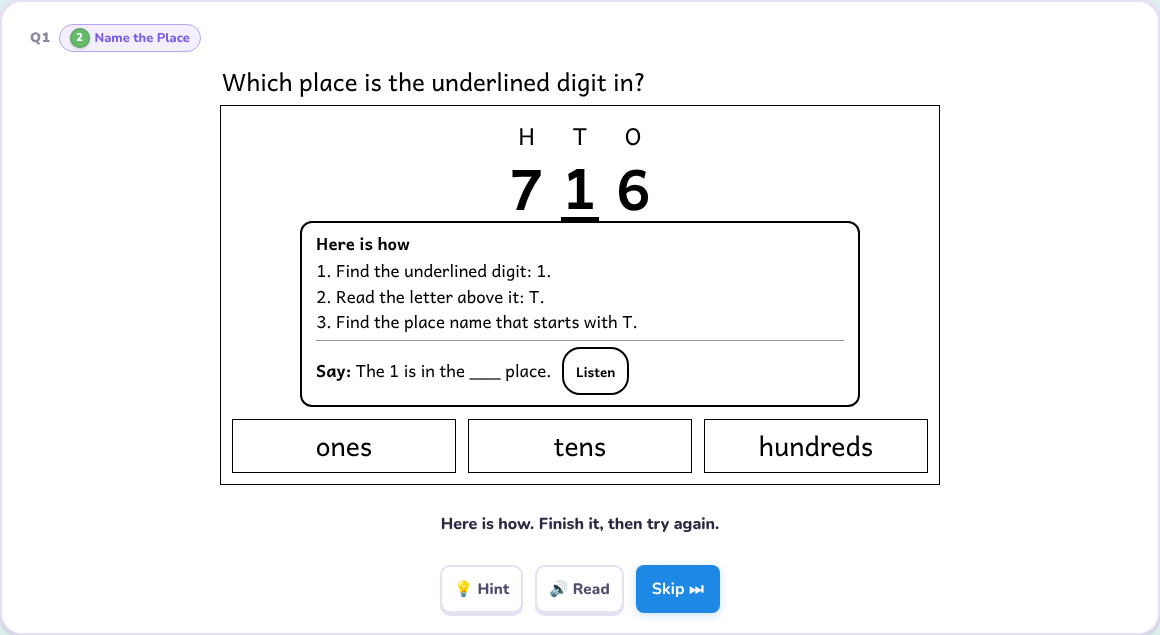 Q1 2 Name the Place
Which place is the underlined digit in?
H T O
7 1 6
Here is how
1. Find the underlined digit: 1.
2. Read the letter above it: T.
3. Find the place name that starts with T.
Say: The 1 is in the ____ place. Listen
ones tens hundreds
Here is how. Finish it, then try again.
💡 Hint 🔊 Read Skip ⏭